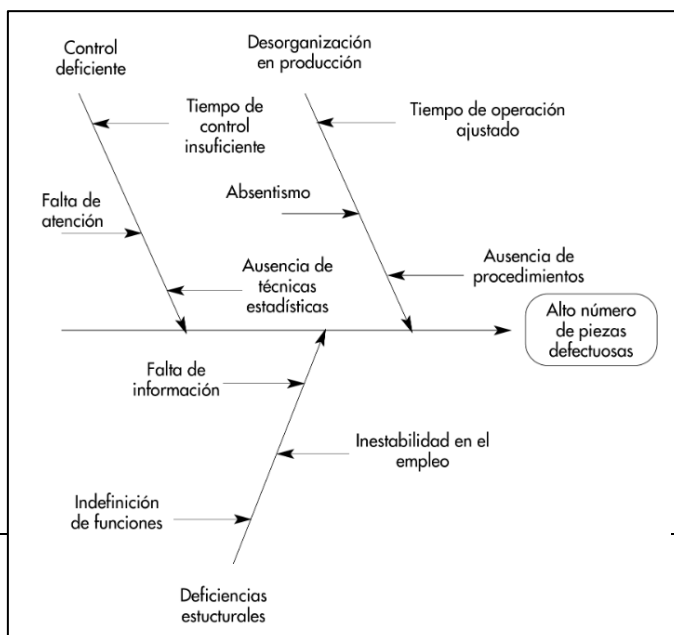 Control
deficiente
Desorganización
en producción
Tiempo de
control
insuficiente
Tiempo de operación
ajustado
Falta de
atención
Absentismo
Ausencia de
técnicas
estadísticas
Ausencia de
procedimientos
Alto número
de piezas
defectuosas
Falta de
información
Inestabilidad en el
empleo
Indefinición
de funciones
Deficiencias
estucturales